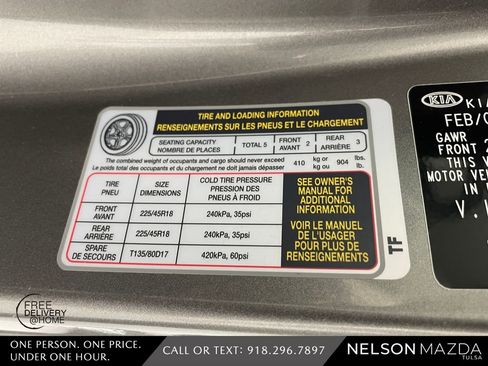 TIRE AND LOADING INFORMATION
RENSEIGNEMENTS SUR LES PNEUS ET LE CHARGEMENT
SEATING CAPACITY
NOMBRE DE PLACES
TOTAL 5
FRONT
AVANT 2
REAR
ARRIÈRE 3
The combined weight of occupants and cargo should never exceed
Le poids total des occupants et du chargement ne doit jamais dépasser
410 kg or
kg ou
904 lbs.
lb.
TIRE
PNEU
SIZE
DIMENSIONS
COLD TIRE PRESSURE
PRESSION DES
PNEUS À FROID
FRONT
AVANT
225/45R18
240kPa, 35psi
REAR
ARRIÈRE
225/45R18
240kPa, 35psi
SPARE
DE SECOURS
T135/80D17
420kPa, 60psi
SEE OWNER'S
MANUAL FOR
ADDITIONAL
INFORMATION
VOIR LE MANUEL
DE L'USAGER
POUR PLUS DE
RENSEIGNEMENTS
TF
KIA
FEB/
GAWR
FRONT 2
THIS V
MOTOR VEH
IN
V.I
FREE
DELIVERY
@HOME
ONE PERSON. ONE PRICE.
UNDER ONE HOUR.
CALL OR TEXT: 918.296.7897
NELSON MAZDA
TULSA